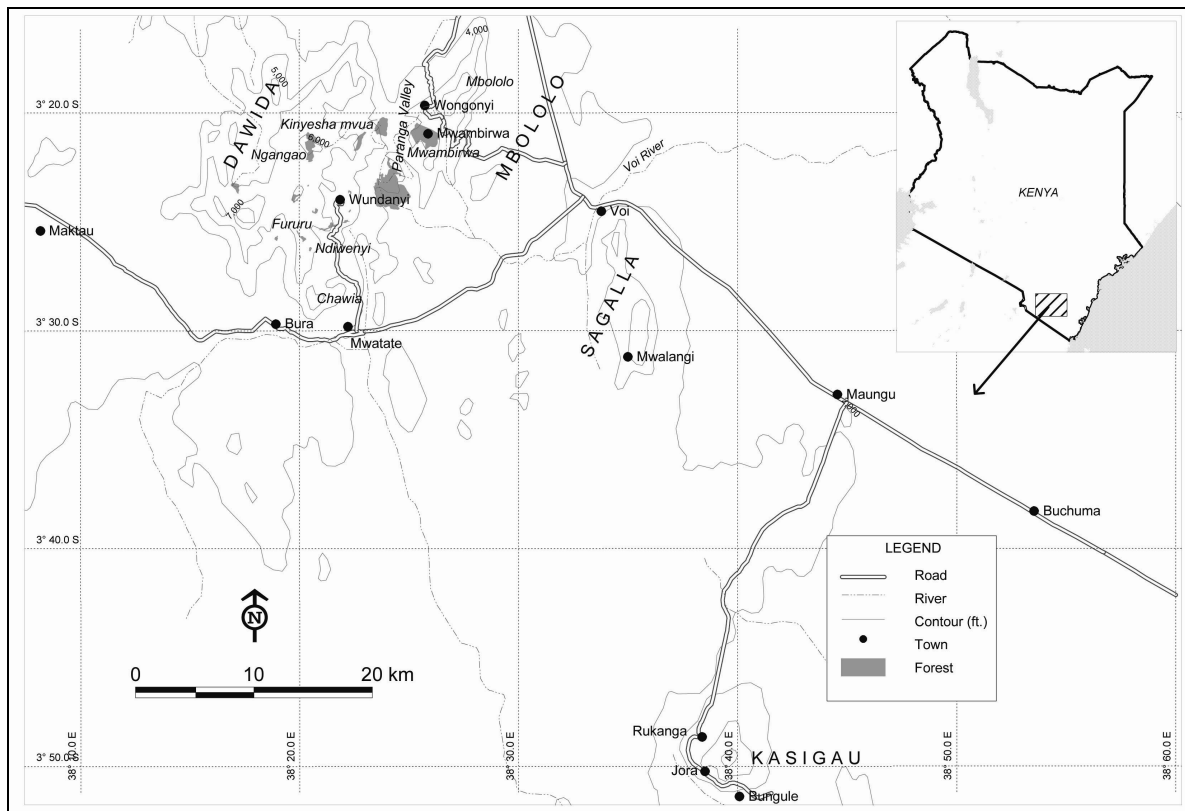 4,000
5,000
DAWIDA
Mbololo
3° 20.0 S
Wongonyi
Kinyesha mvua
6,000
Paranga Valley
Mwambirwa
Mwambirwa
Ngangao
MBOLOLO
Voi River
KENYA
7,000
Wundanyi
Fururu
Voi
Maktau
Ndiwenyi
SAGALLA
Chawia
Bura
3° 30.0 S
Mwatate
Mwalangi
Maungu
Buchuma
3° 40.0 S
LEGEND
Road
River
Contour (ft.)
Town
Forest
N
0 10 20 km
Rukanga
3° 50.0 S
KASIGAU
Jora
Bungule
38° 20.0 E
38° 30.0 E
38° 40.0 E
38° 50.0 E
38° 60.0 E